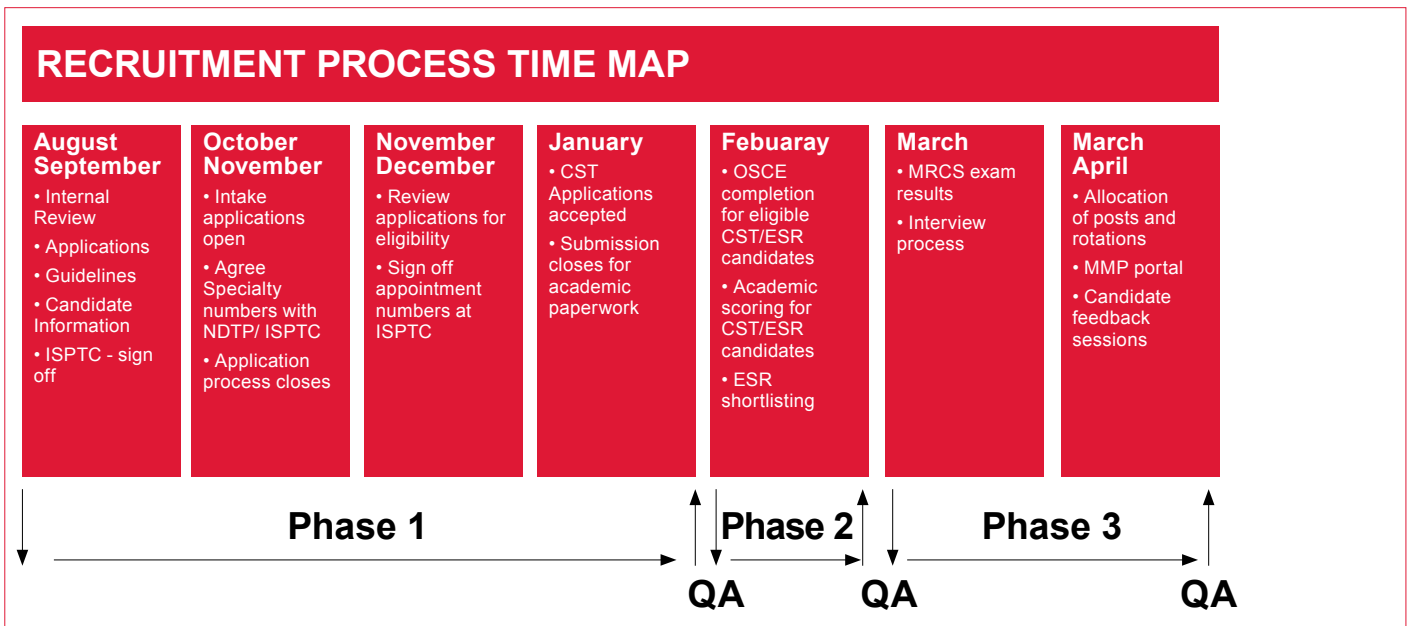 RECRUITMENT PROCESS TIME MAP
August
September
• Internal
Review
• Applications
• Guidelines
• Candidate
Information
• ISPTC - sign
off
October
November
• Intake
applications
open
• Agree
Specialty
numbers with
NDTP/ ISPTC
• Application
process closes
November
December
• Review
applications for
eligibility
• Sign off
appointment
numbers at
ISPTC
January
• CST
Applications
accepted
• Submission
closes for
academic
paperwork
Febuaray
• OSCE
completion
for eligible
CST/ESR
candidates
• Academic
scoring for
CST/ESR
candidates
• ESR
shortlisting
March
• MRCS exam
results
• Interview
process
March
April
• Allocation
of posts and
rotations
• MMP portal
• Candidate
feedback
sessions
Phase 1
Phase 2
Phase 3
QA
QA
QA